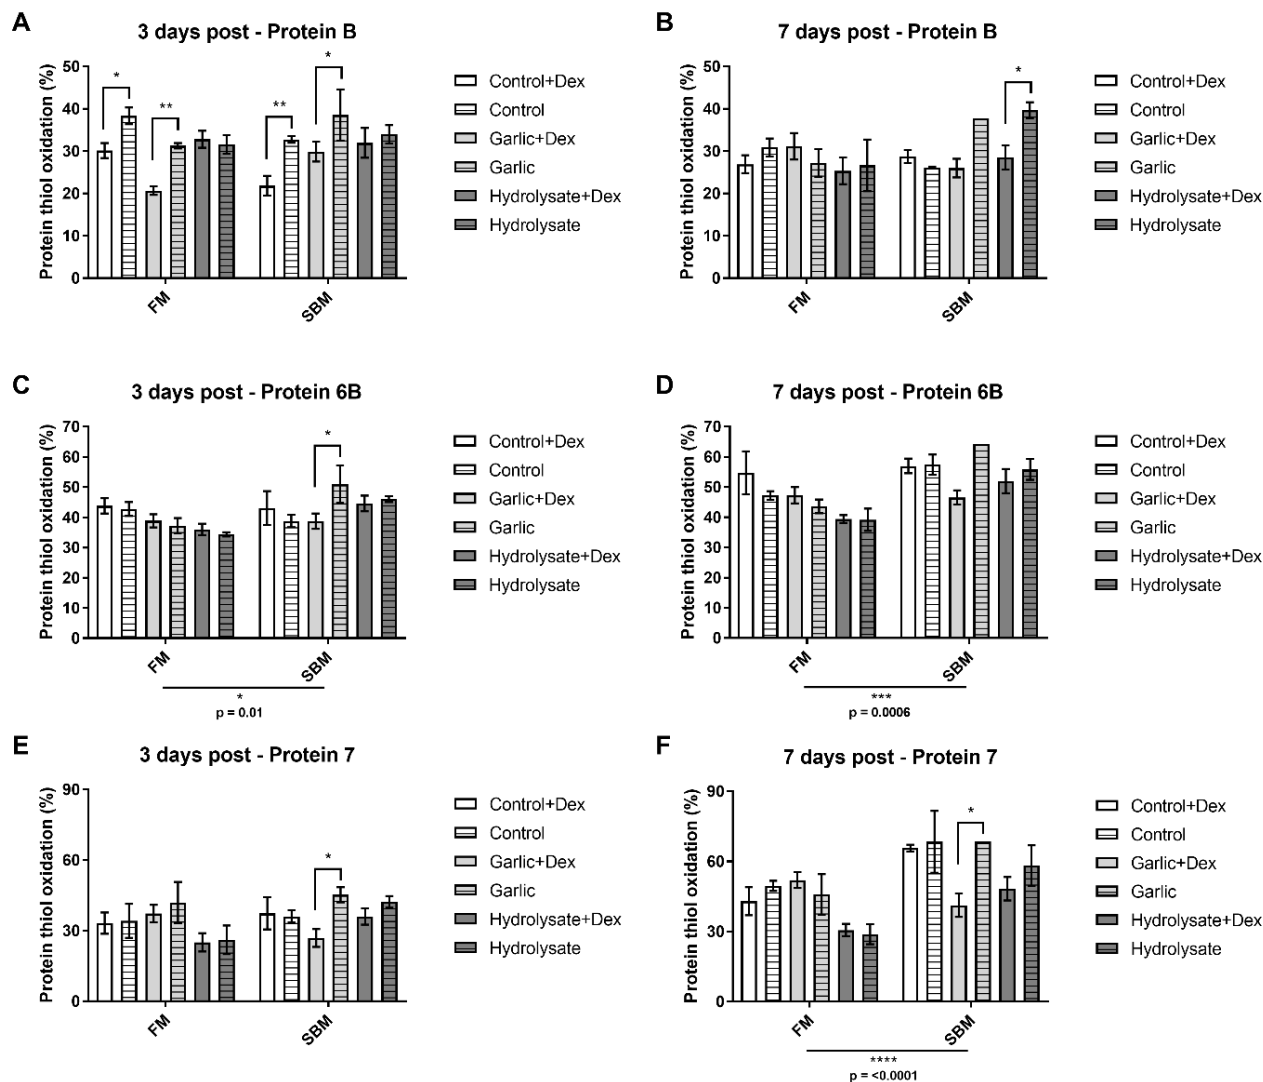 A
3 days post - Protein B
Protein thiol oxidation (%)
50
40
30
20
10
0
*
**
**
*
FM
SBM
Control+Dex
Control
Garlic+Dex
Garlic
Hydrolysate+Dex
Hydrolysate
B
7 days post - Protein B
Protein thiol oxidation (%)
50
40
30
20
10
0
*
FM
SBM
Control+Dex
Control
Garlic+Dex
Garlic
Hydrolysate+Dex
Hydrolysate
C
3 days post - Protein 6B
Protein thiol oxidation (%)
70
60
50
40
30
20
10
0
*
FM
SBM
*
p = 0.01
Control+Dex
Control
Garlic+Dex
Garlic
Hydrolysate+Dex
Hydrolysate
D
7 days post - Protein 6B
Protein thiol oxidation (%)
70
60
50
40
30
20
10
0
FM
SBM
***
p = 0.0006
Control+Dex
Control
Garlic+Dex
Garlic
Hydrolysate+Dex
Hydrolysate
E
3 days post - Protein 7
Protein thiol oxidation (%)
90
60
30
0
*
FM
SBM
Control+Dex
Control
Garlic+Dex
Garlic
Hydrolysate+Dex
Hydrolysate
F
7 days post - Protein 7
Protein thiol oxidation (%)
90
60
30
0
*
FM
SBM
****
p = <0.0001
Control+Dex
Control
Garlic+Dex
Garlic
Hydrolysate+Dex
Hydrolysate